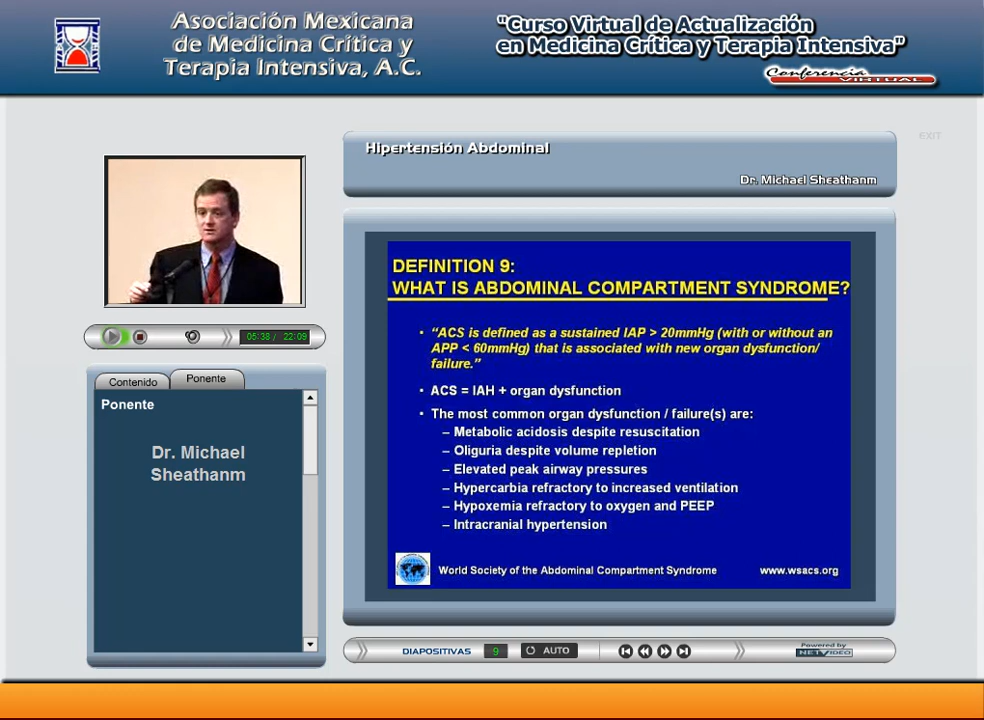 Asociación Mexicana
de Medicina Crítica y
Terapia Intensiva, A.C.
"Curso Virtual de Actualización
en Medicina Crítica y Terapia Intensiva"
Conferencia
VIRTUAL
EXIT
Hipertensión Abdominal
Dr. Michael Sheathanm
05:38 / 22:09
Contenido Ponente
Ponente
Dr. Michael
Sheathanm
DEFINITION 9:
WHAT IS ABDOMINAL COMPARTMENT SYNDROME?
• "ACS is defined as a sustained IAP > 20mmHg (with or without an
APP < 60mmHg) that is associated with new organ dysfunction/
failure."
• ACS = IAH + organ dysfunction
• The most common organ dysfunction / failure(s) are:
– Metabolic acidosis despite resuscitation
– Oliguria despite volume repletion
– Elevated peak airway pressures
– Hypercarbia refractory to increased ventilation
– Hypoxemia refractory to oxygen and PEEP
– Intracranial hypertension
World Society of the Abdominal Compartment Syndrome www.wsacs.org
DIAPOSITIVAS 9 AUTO
Powered by
NETVIDEO